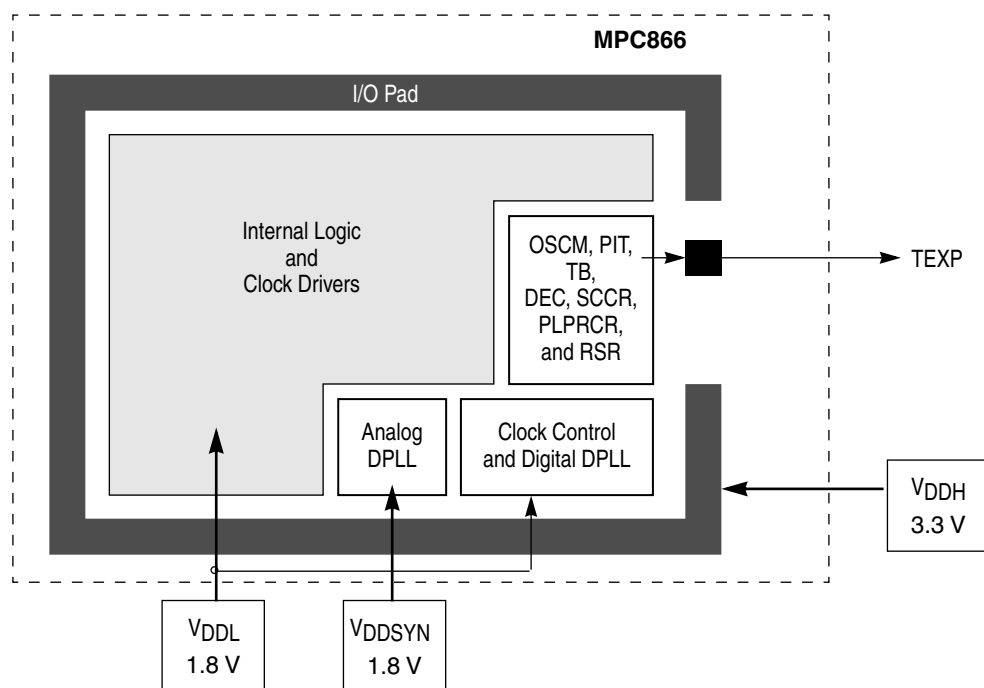 MPC866
I/O Pad
Internal Logic
and
Clock Drivers
OSCM, PIT,
TB,
DEC, SCCR,
PLPRCR,
and RSR
TEXP
Analog
DPLL
Clock Control
and Digital DPLL
VDDH
3.3 V
VDDL
1.8 V
VDDSYN
1.8 V